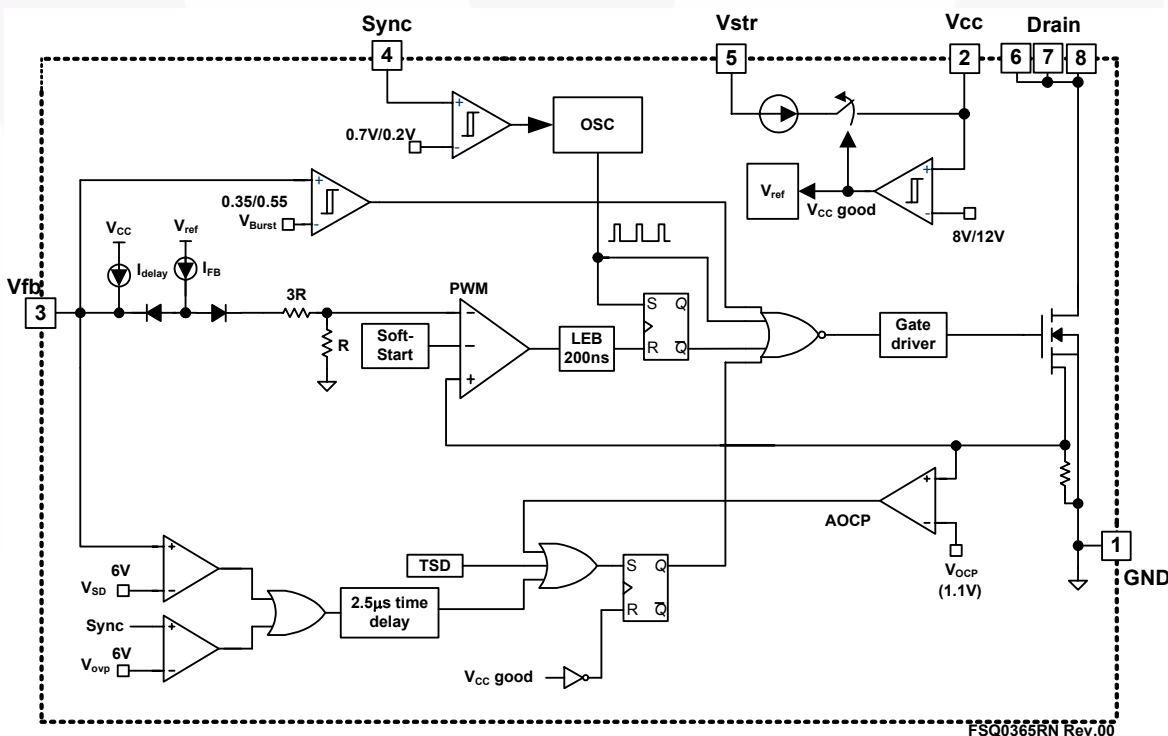 Sync
4
Vstr
5
Vcc
2
Drain
6 7 8
0.7V/0.2V
+
-
OSC
Vref
VCC good
+
-
8V/12V
0.35/0.55
VBurst
+
-
VCC
Vref
Idelay
IFB
Vfb
3
3R
R
PWM
Soft-
Start
−
−
+
LEB
200ns
S Q
R Q
Gate
driver
AOCP
+
-
VOCP
(1.1V)
1
GND
6V
VSD
+
-
Sync
6V
Vovp
+
-
2.5μs time
delay
TSD
S Q
R Q
VCC good
FSQ0365RN Rev.00